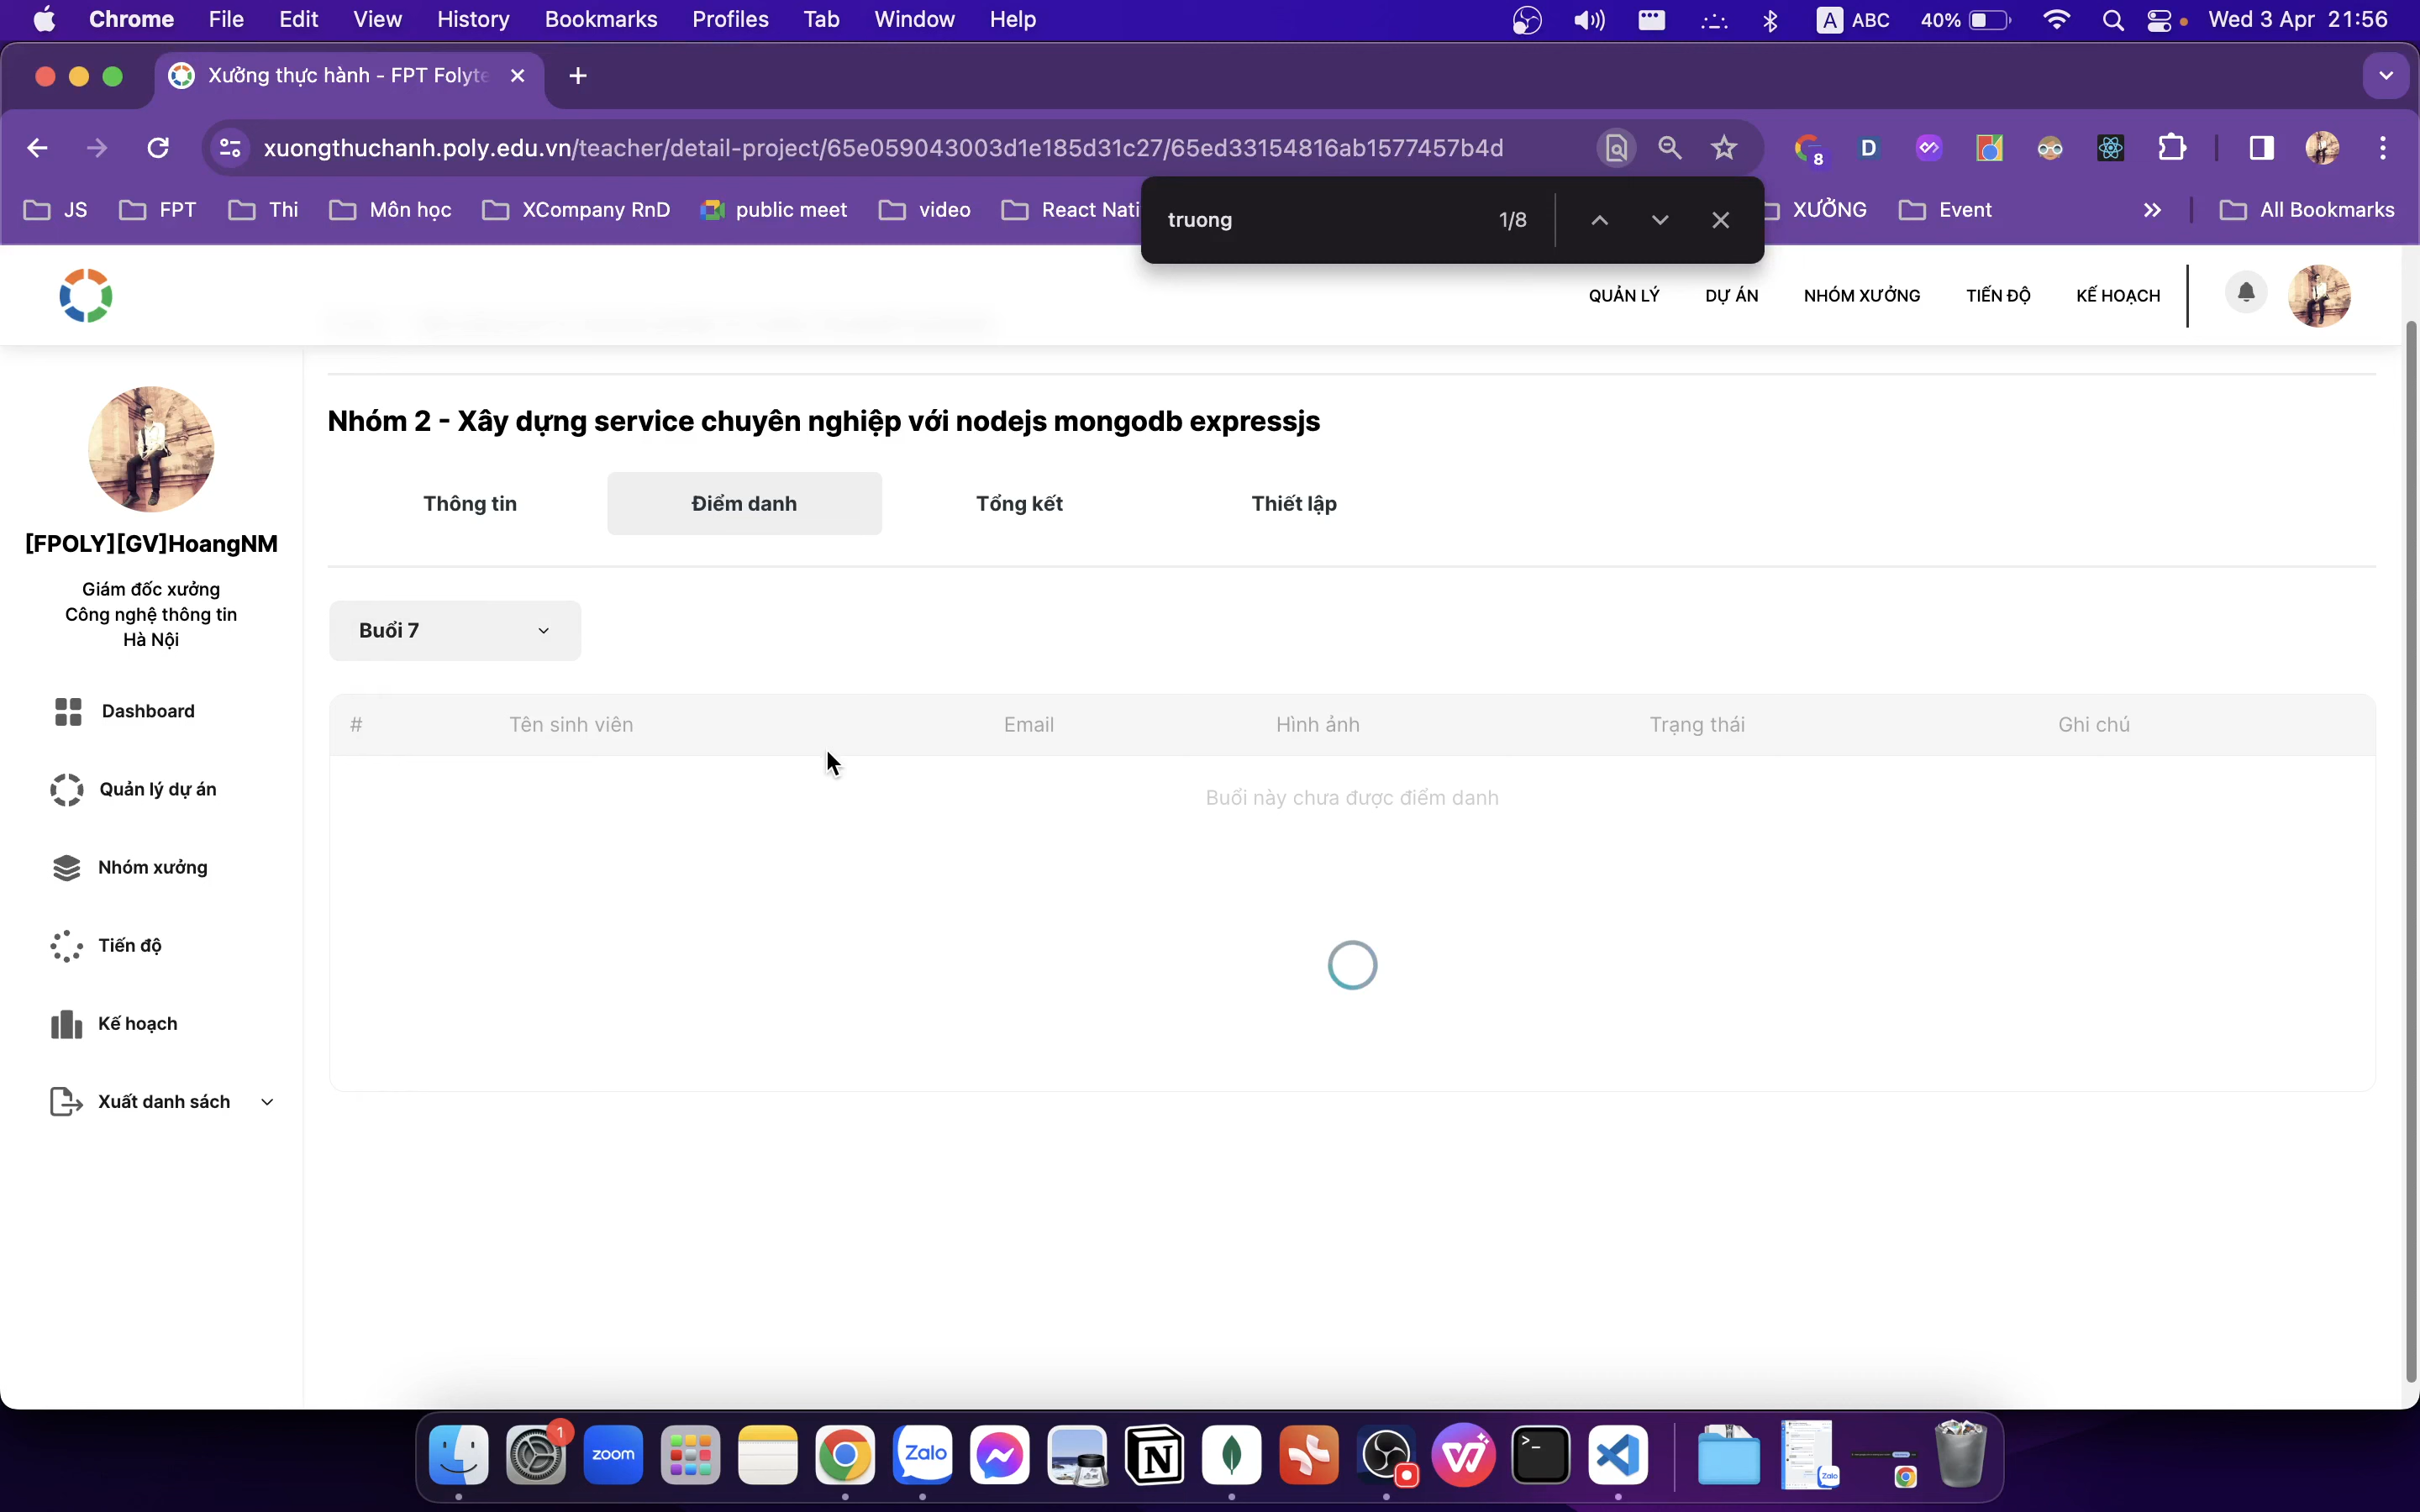 Chrome File Edit View History Bookmarks Profiles Tab Window Help A ABC 40% Wed 3 Apr 21:56
Xưởng thực hành - FPT Folyte
xuongthuchanh.poly.edu.vn/teacher/detail-project/65e059043003d1e185d31c27/65ed33154816ab1577457b4d 8 D
JS FPT Thi Môn học XCompany RnD public meet video React Nati XƯỞNG Event All Bookmarks
truong 1/8
QUẢN LÝ DỰ ÁN NHÓM XƯỞNG TIẾN ĐỘ KẾ HOẠCH
Nhóm 2 - Xây dựng service chuyên nghiệp với nodejs mongodb expressjs
Thông tin Điểm danh Tổng kết Thiết lập
[FPOLY][GV]HoangNM
Giám đốc xưởng
Công nghệ thông tin
Hà Nội
Buổi 7
Dashboard
Quản lý dự án
Nhóm xưởng
Tiến độ
Kế hoạch
Xuất danh sách
# Tên sinh viên Email Hình ảnh Trạng thái Ghi chú
Buổi này chưa được điểm danh
1 zoom Zalo N Zalo